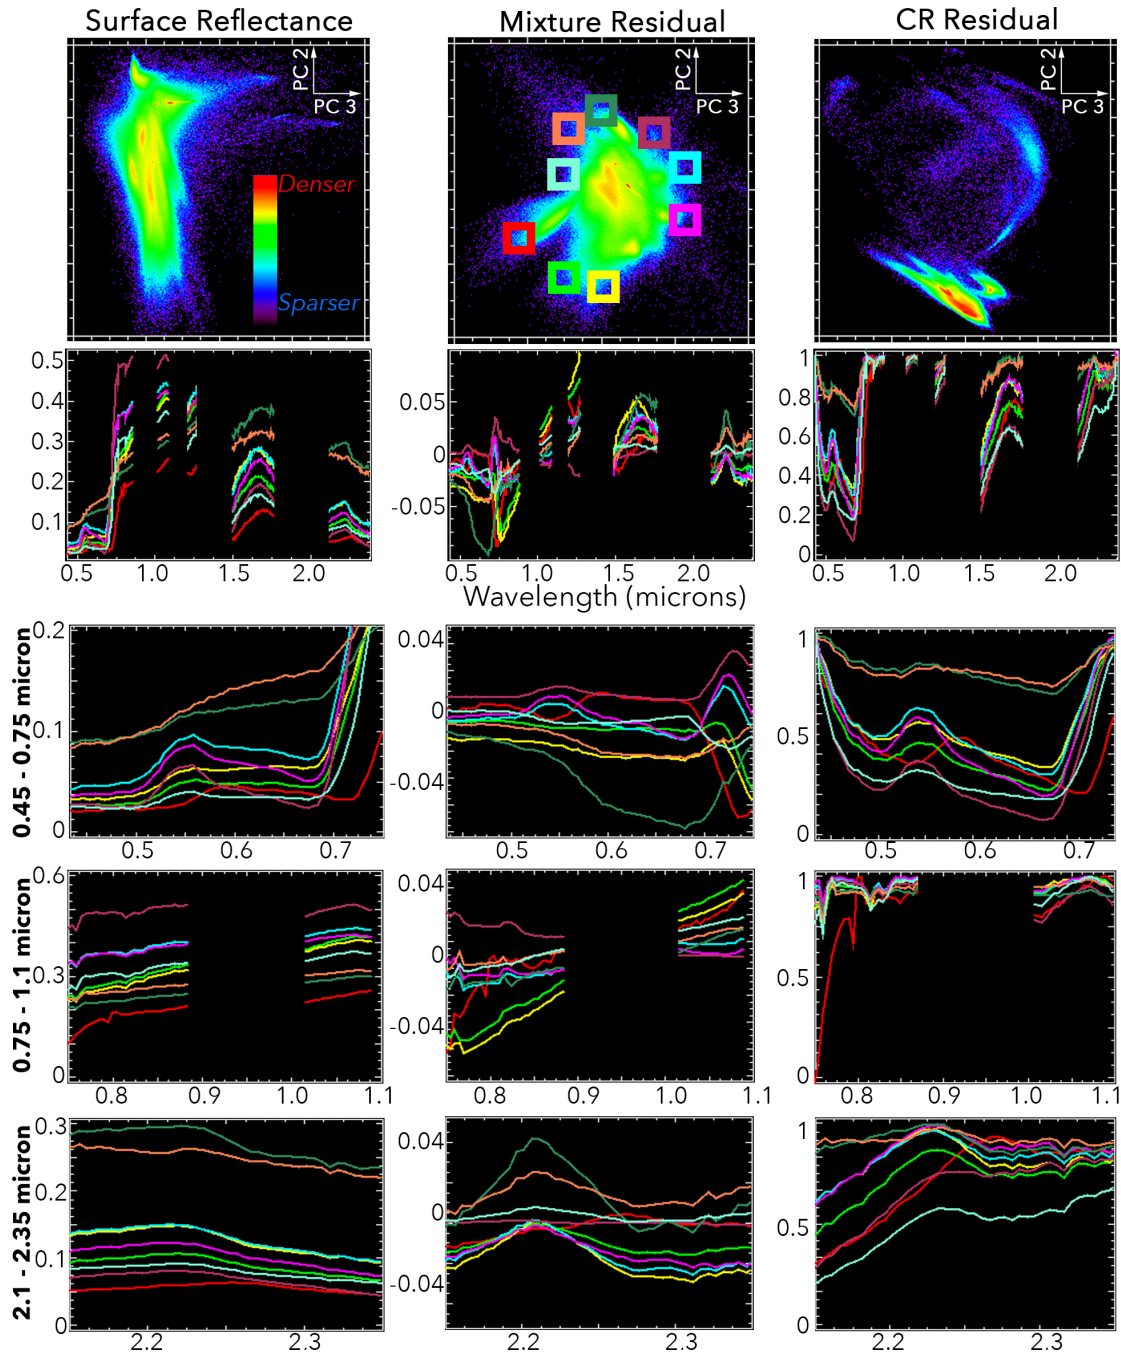 Surface Reflectance Mixture Residual CR Residual
PC 2 PC 2 PC 2
PC 3 PC 3 PC 3
Denser
Sparser
0.5 0.05 1
0.4 0.8
0.3 0 0.6
0.2 0.4
0.1 -0.05 0.2
0
0.5 1.0 1.5 2.0 0.5 1.0 1.5 2.0 0.5 1.0 1.5 2.0
Wavelength (microns)
0.45 - 0.75 micron
0.2 0.04 1
0.1 0 0.5
0 -0.04 0
0.5 0.6 0.7 0.5 0.6 0.7 0.5 0.6 0.7
0.75 - 1.1 micron
0.6 0.04 1
0.3 0 0.5
0 -0.04 0
0.8 0.9 1.0 1.1 0.8 0.9 1.0 1.1 0.8 0.9 1.0 1.1
2.1 - 2.35 micron
0.3 0.04 1
0.2 0 0.5
0.1 -0.04
0 0
2.2 2.3 2.2 2.3 2.2 2.3